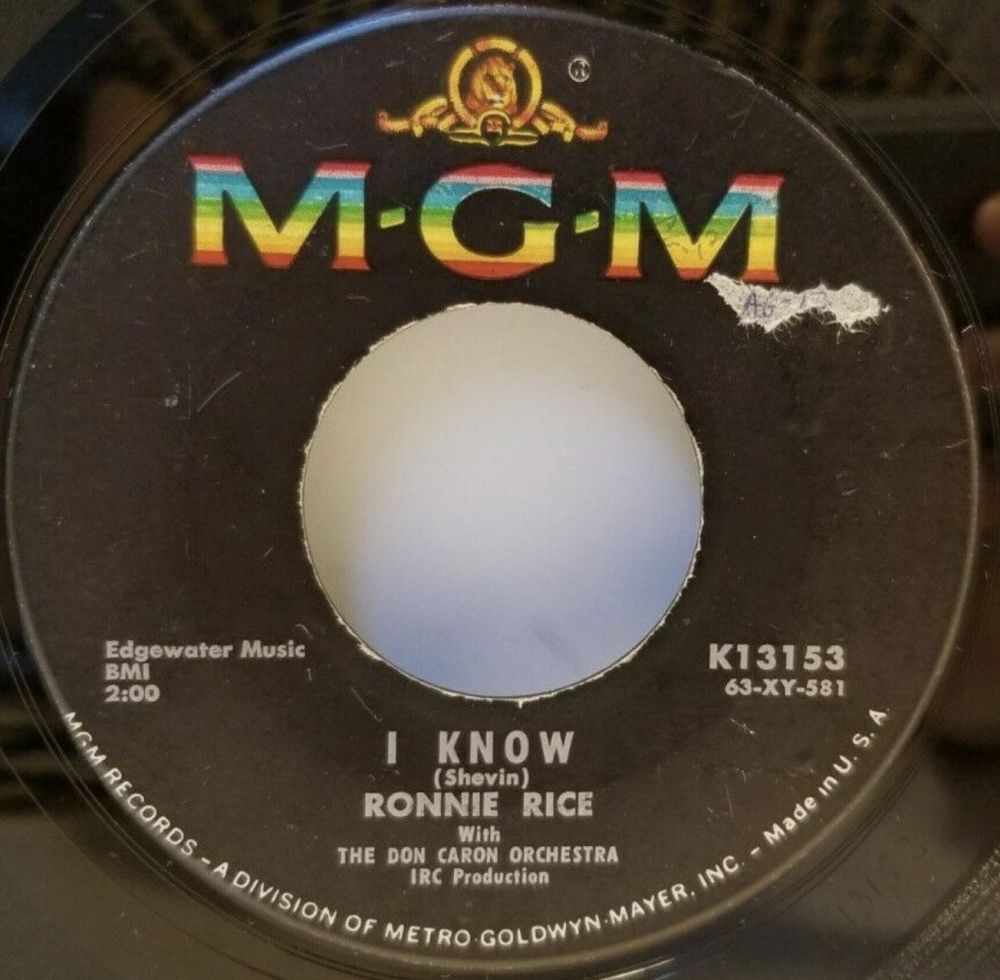 ®
M·G·M
Edgewater Music
BMI
2:00
K13153
63-XY-581
I KNOW
(Shevin)
RONNIE RICE
With
THE DON CARON ORCHESTRA
IRC Production
MGM RECORDS – A DIVISION OF METRO·GOLDWYN·MAYER, INC. – Made in U. S. A.